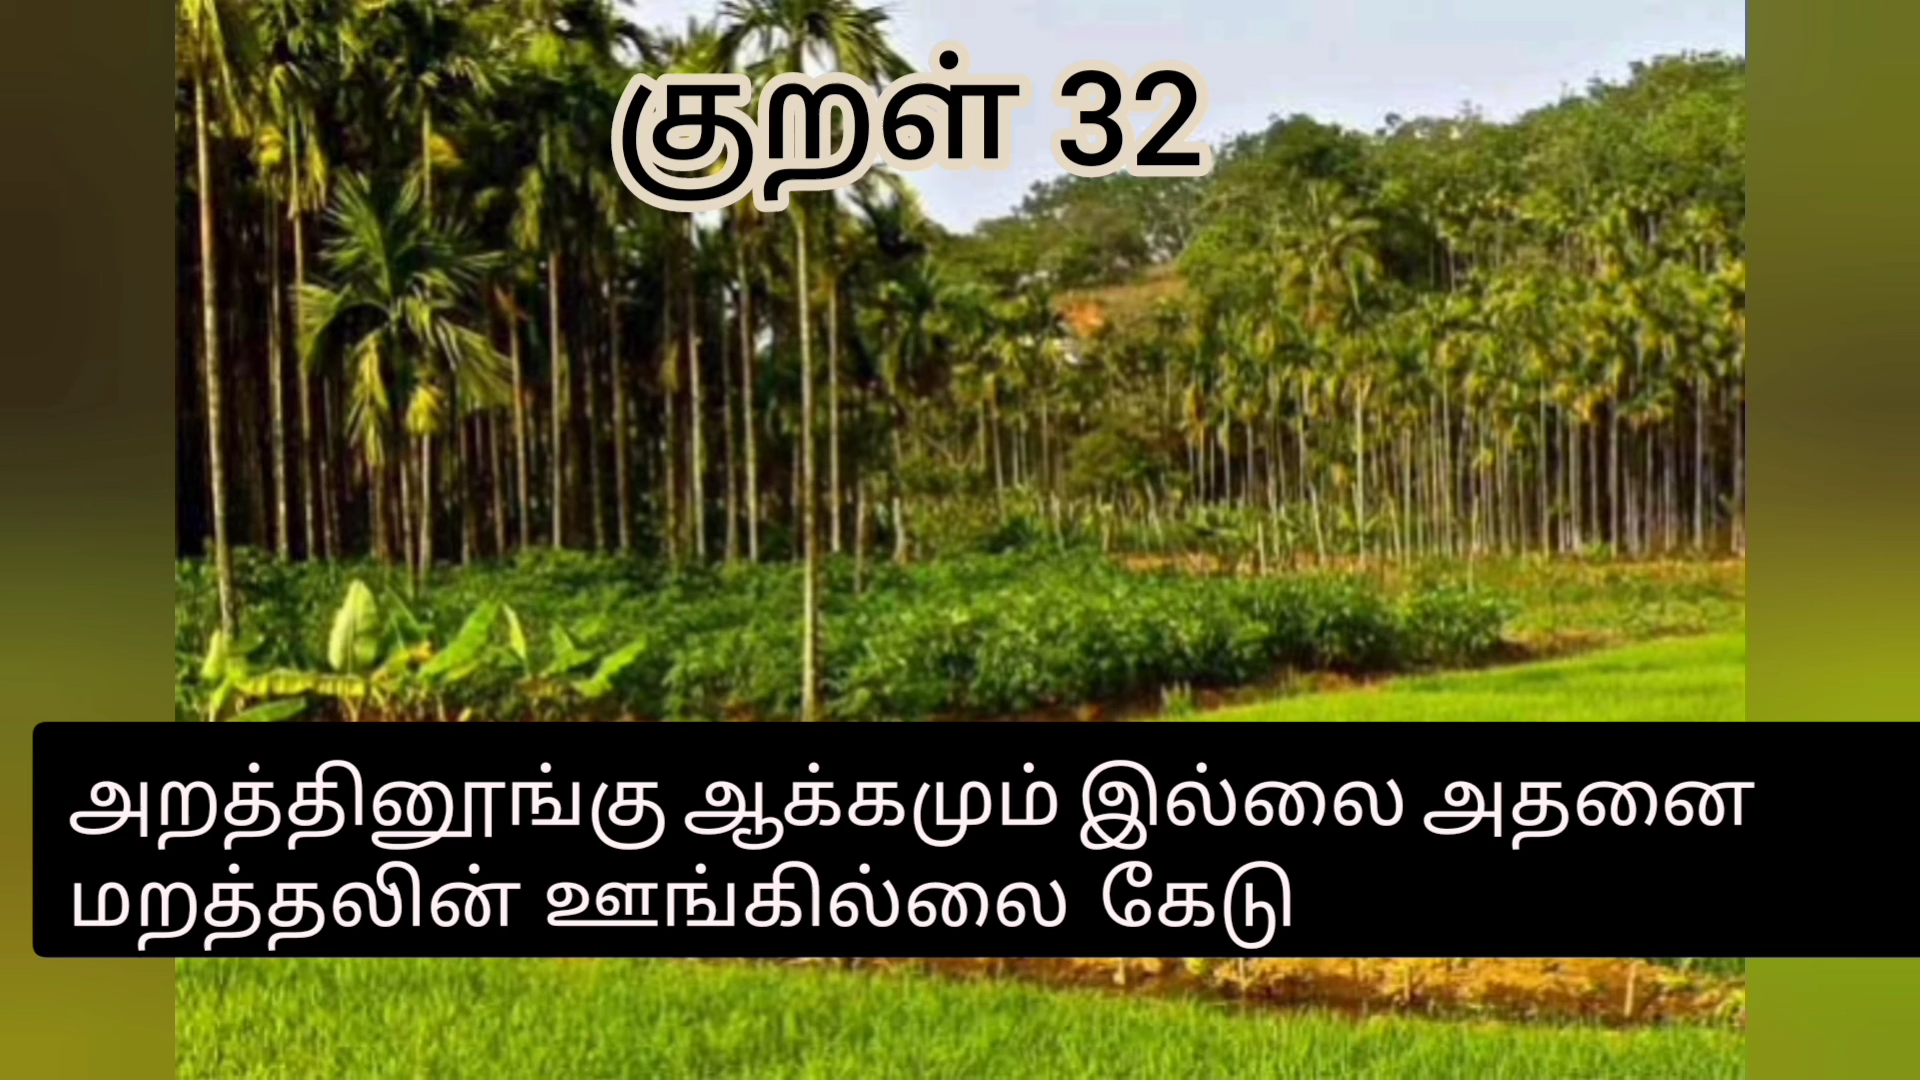 குறள் 32
அறத்தினூங்கு ஆக்கமும் இல்லை அதனை
மறத்தலின் ஊங்கில்லை கேடு